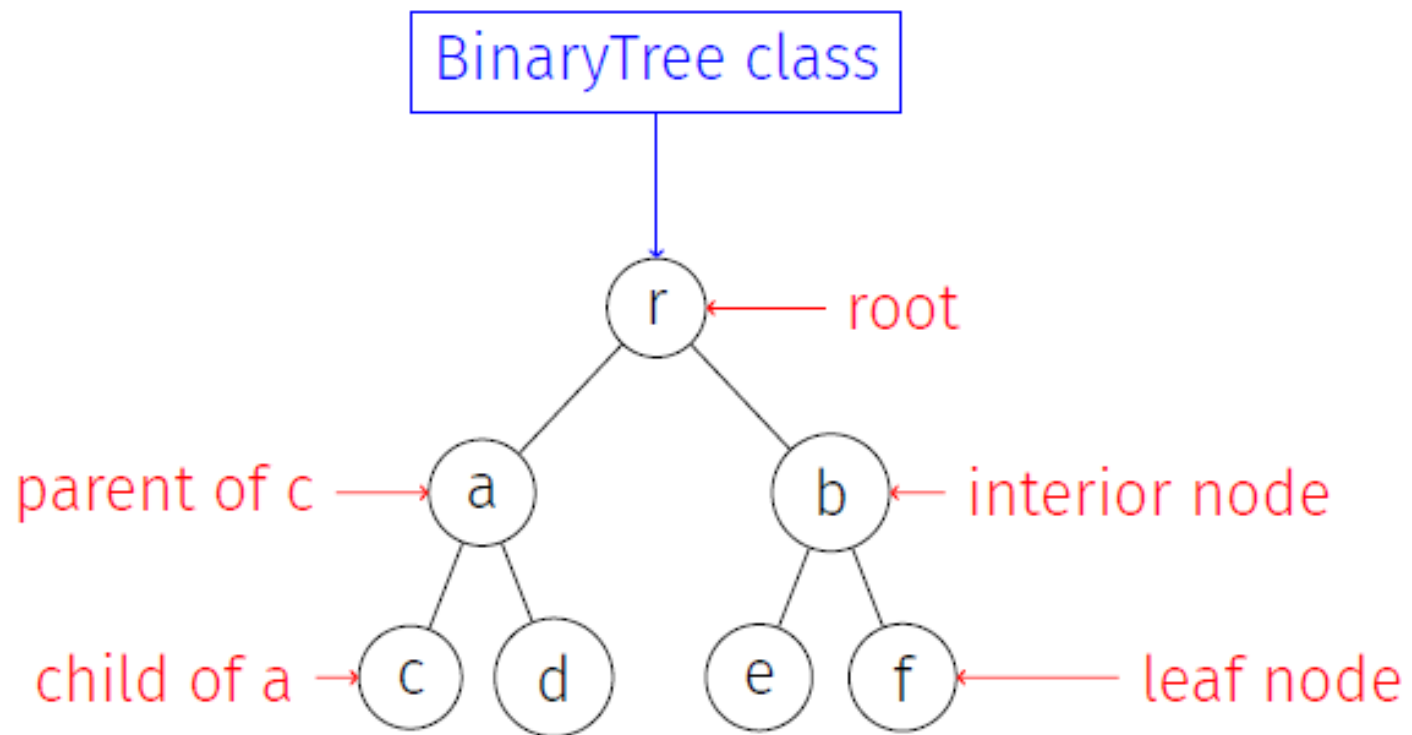 BinaryTree class
r
root
parent of c
a
b
interior node
child of a
c
d
e
f
leaf node